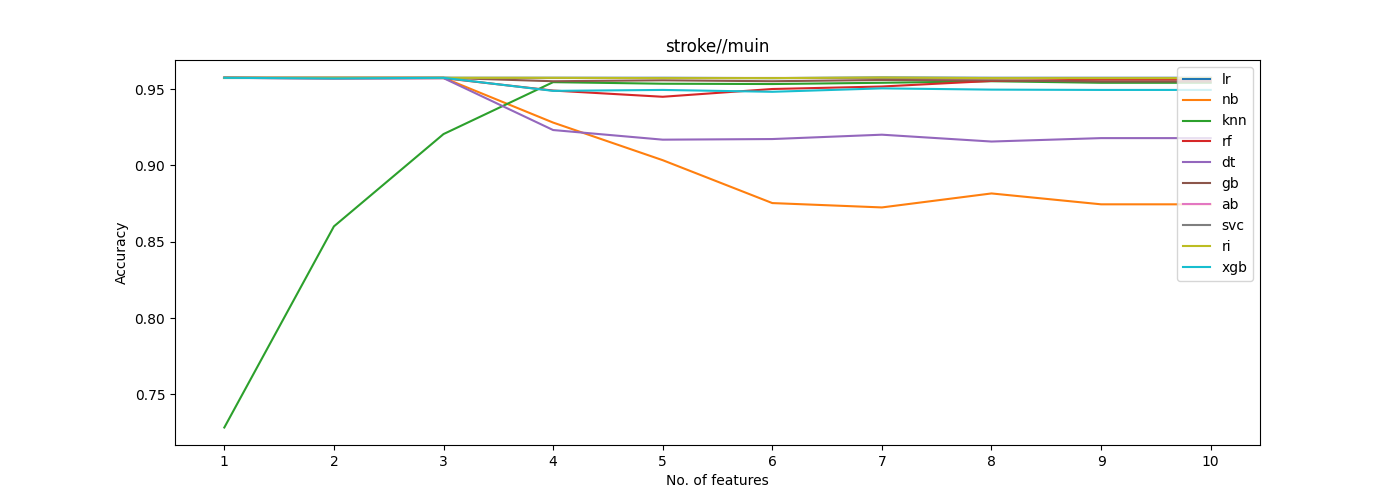 stroke//muin
Accuracy
0.95
0.90
0.85
0.80
0.75
1 2 3 4 5 6 7 8 9 10
No. of features
lr
nb
knn
rf
dt
gb
ab
svc
ri
xgb